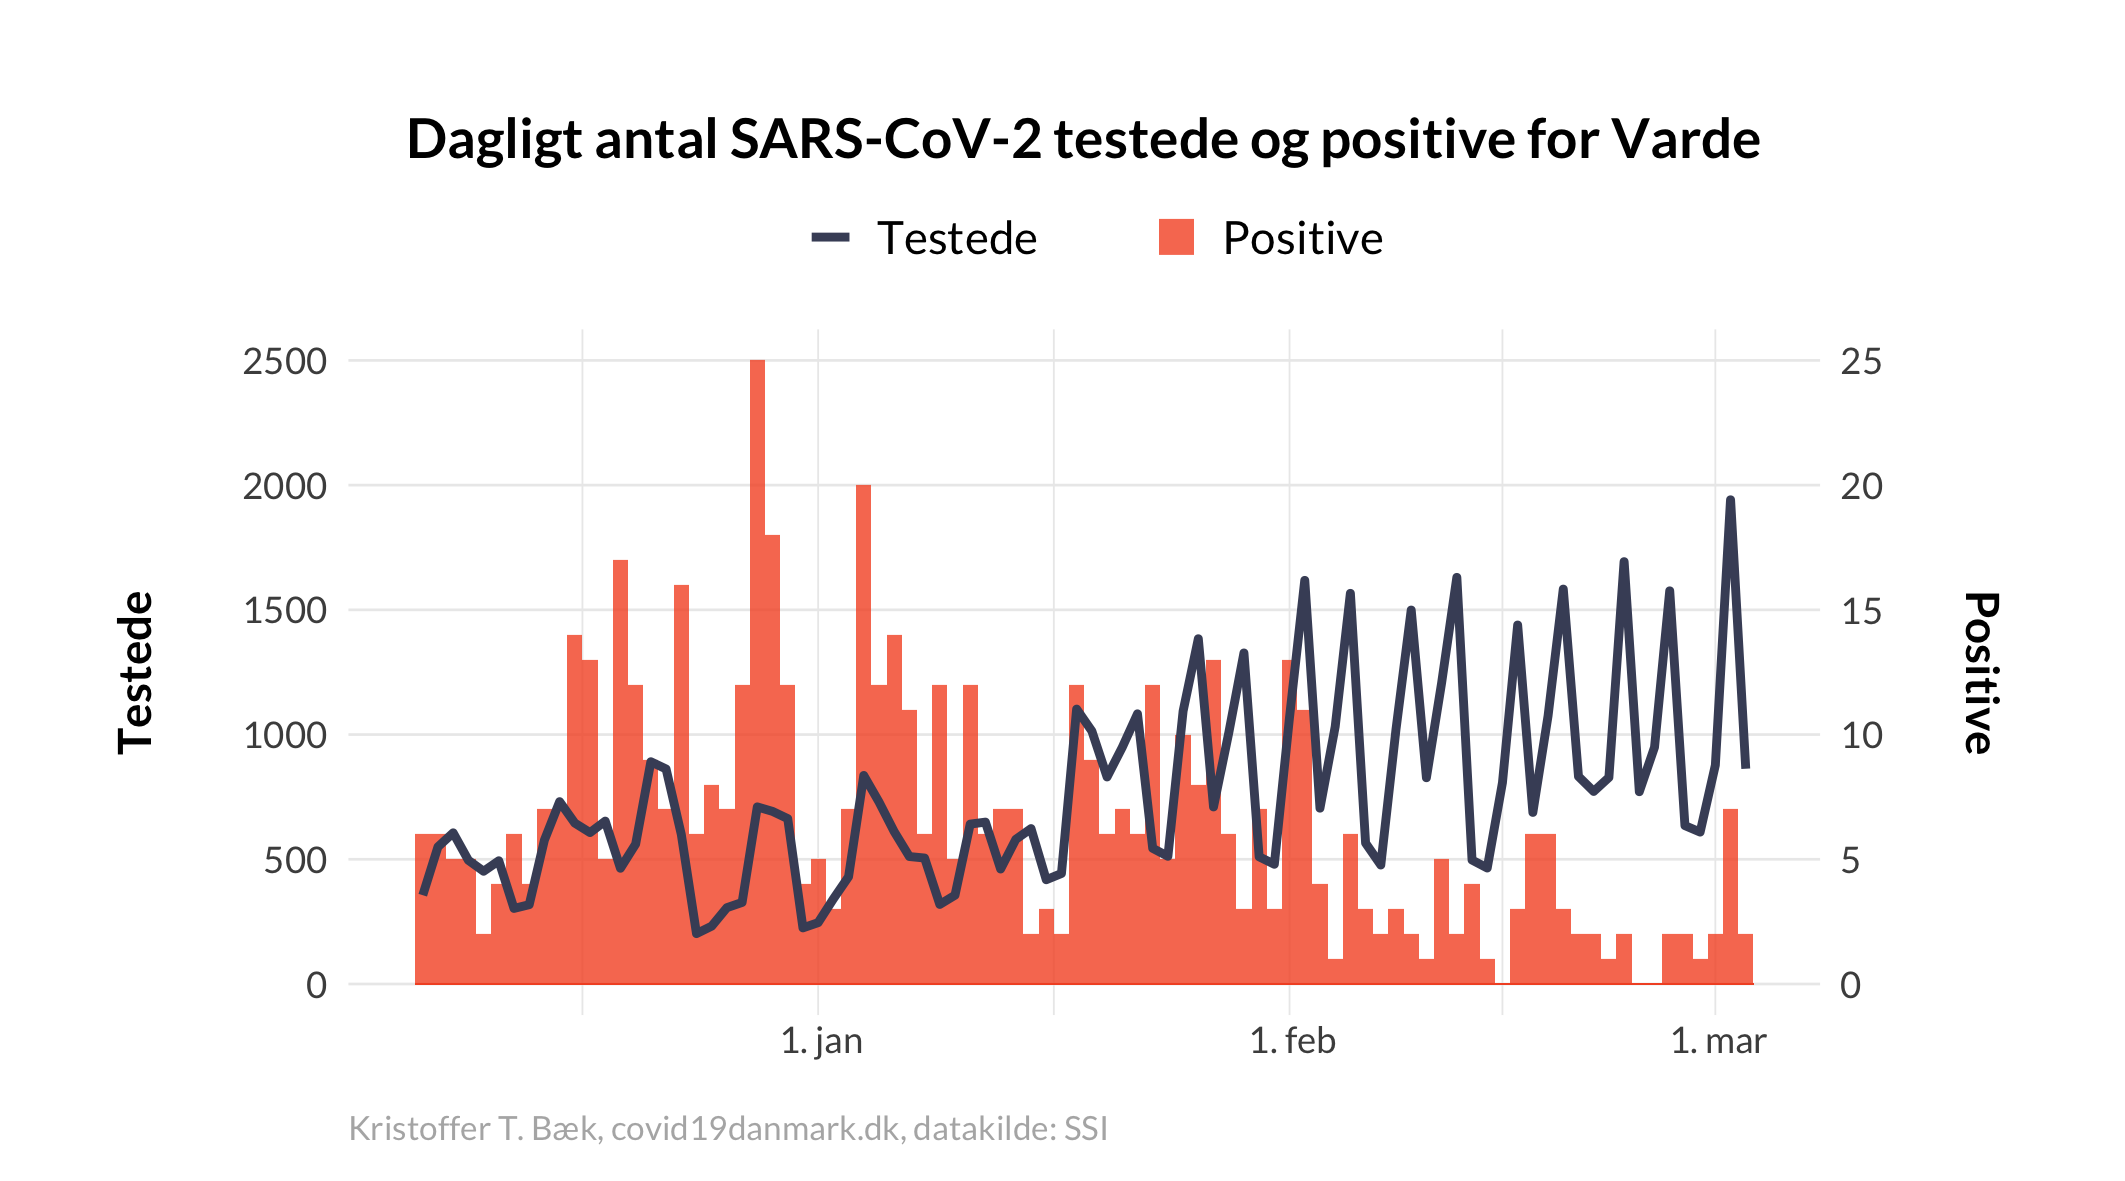 Dagligt antal SARS-CoV-2 testede og positive for Varde
Testede Positive
2500 25
2000 20
1500 15
1000 10
500 5
0 0
Testede
Positive
1. jan 1. feb 1. mar
Kristoffer T. Bæk, covid19danmark.dk, datakilde: SSI